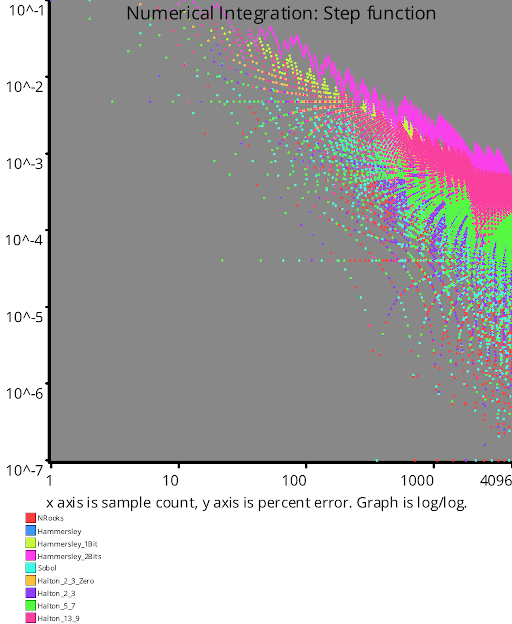 Numerical Integration: Step function
10^-1
10^-2
10^-3
10^-4
10^-5
10^-6
10^-7
1 10 100 1000 4096
x axis is sample count, y axis is percent error. Graph is log/log.
NRooks
Hammersley
Hammersley_1Bit
Hammersley_2Bits
Sobol
Halton_2_3_Zero
Halton_2_3
Halton_5_7
Halton_13_9